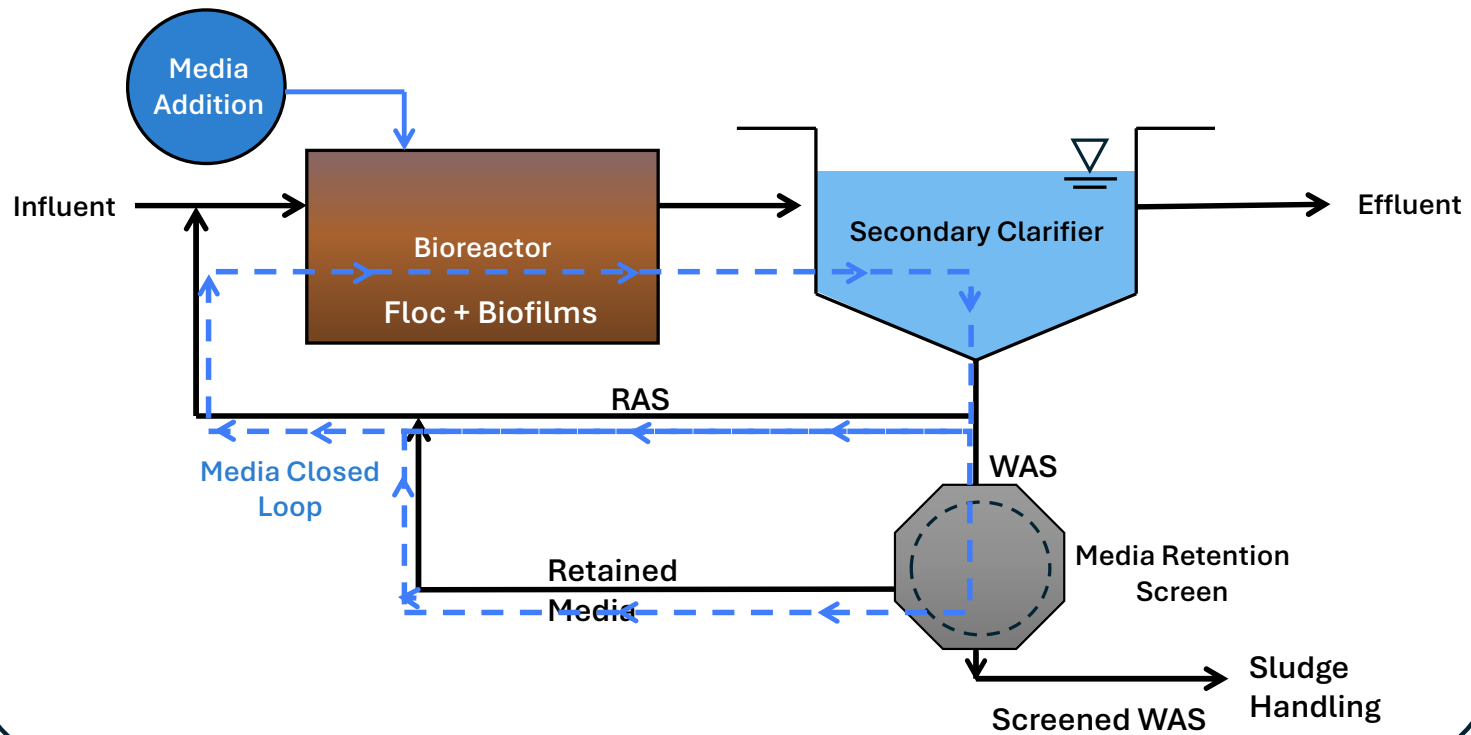 Media
Addition
Influent
Bioreactor
Floc + Biofilms
Secondary Clarifier
Effluent
RAS
Media Closed
Loop
WAS
Retained
Media
Media Retention
Screen
Sludge
Handling
Screened WAS